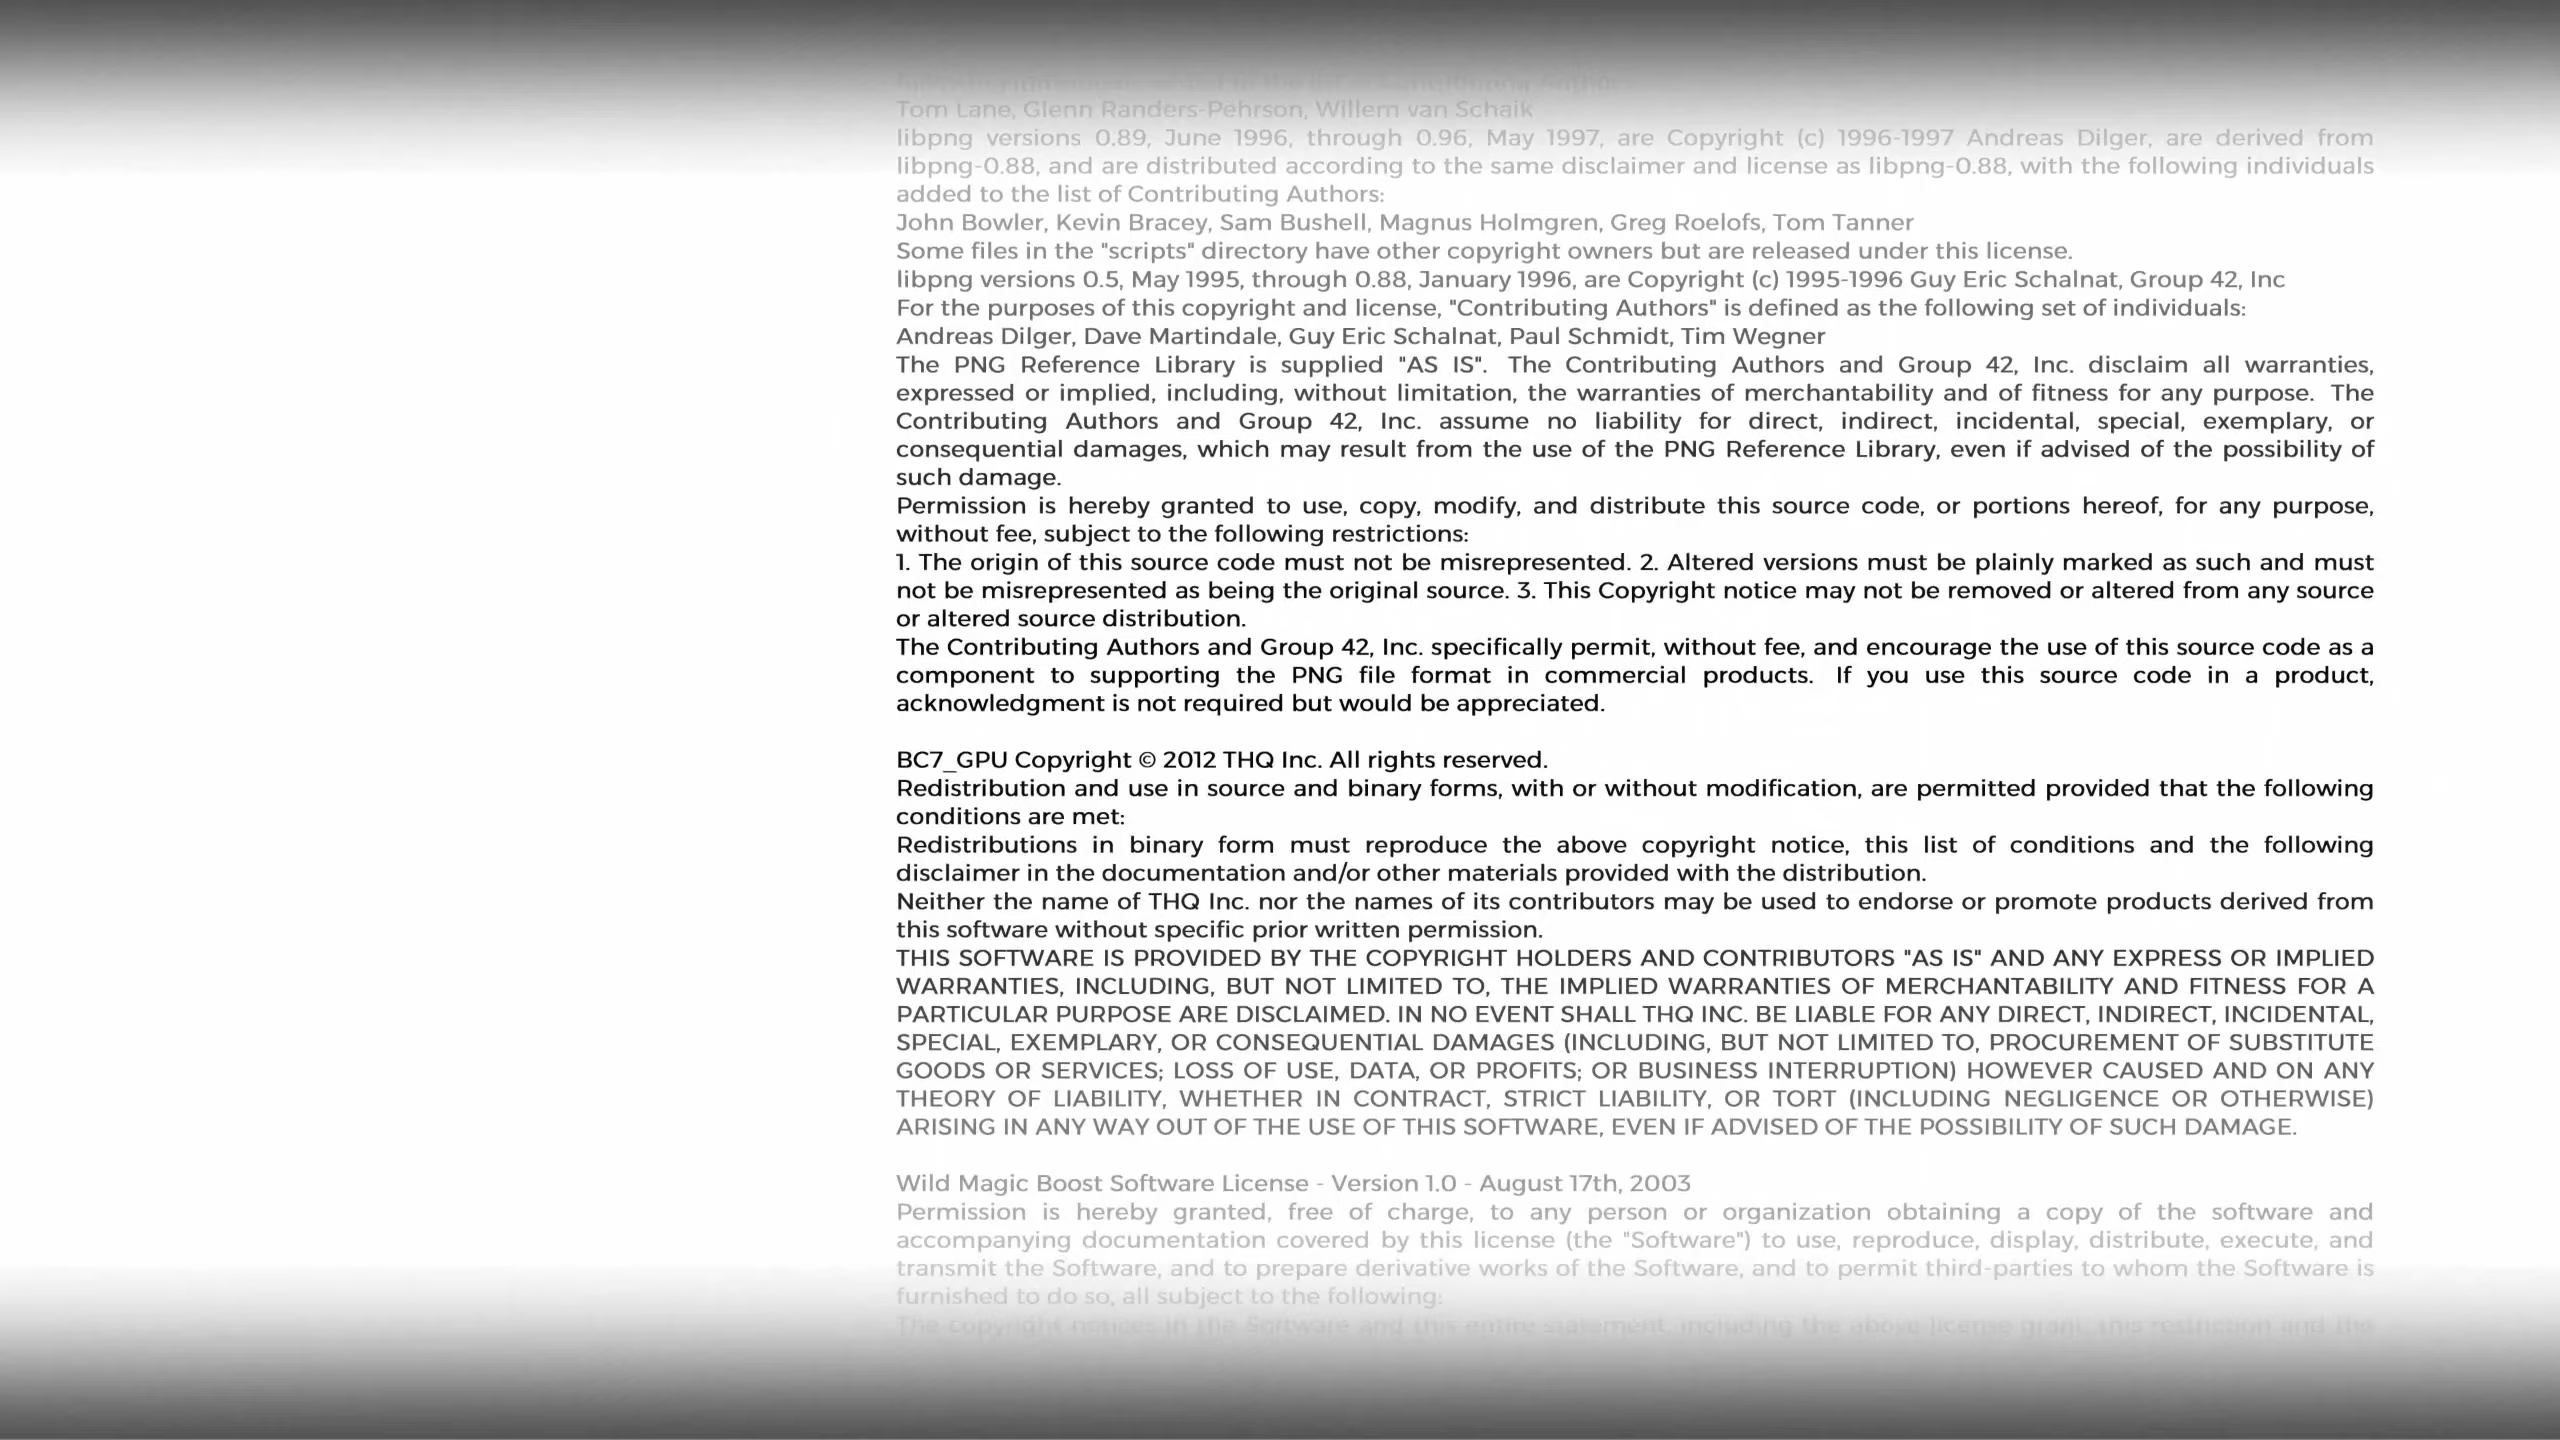 Tom Lane, Glenn Randers-Pehrson, Willem van Schaik
libpng versions 0.89, June 1996, through 0.96, May 1997, are Copyright (c) 1996-1997 Andreas Dilger, are derived from
libpng-0.88, and are distributed according to the same disclaimer and license as libpng-0.88, with the following individuals
added to the list of Contributing Authors:
John Bowler, Kevin Bracey, Sam Bushell, Magnus Holmgren, Greg Roelofs, Tom Tanner
Some files in the "scripts" directory have other copyright owners but are released under this license.
libpng versions 0.5, May 1995, through 0.88, January 1996, are Copyright (c) 1995-1996 Guy Eric Schalnat, Group 42, Inc
For the purposes of this copyright and license, "Contributing Authors" is defined as the following set of individuals:
Andreas Dilger, Dave Martindale, Guy Eric Schalnat, Paul Schmidt, Tim Wegner
The PNG Reference Library is supplied "AS IS". The Contributing Authors and Group 42, Inc. disclaim all warranties,
expressed or implied, including, without limitation, the warranties of merchantability and of fitness for any purpose. The
Contributing Authors and Group 42, Inc. assume no liability for direct, indirect, incidental, special, exemplary, or
consequential damages, which may result from the use of the PNG Reference Library, even if advised of the possibility of
such damage.
Permission is hereby granted to use, copy, modify, and distribute this source code, or portions hereof, for any purpose,
without fee, subject to the following restrictions:
1. The origin of this source code must not be misrepresented. 2. Altered versions must be plainly marked as such and must
not be misrepresented as being the original source. 3. This Copyright notice may not be removed or altered from any source
or altered source distribution.
The Contributing Authors and Group 42, Inc. specifically permit, without fee, and encourage the use of this source code as a
component to supporting the PNG file format in commercial products. If you use this source code in a product,
acknowledgment is not required but would be appreciated.
BC7_GPU Copyright © 2012 THQ Inc. All rights reserved.
Redistribution and use in source and binary forms, with or without modification, are permitted provided that the following
conditions are met:
Redistributions in binary form must reproduce the above copyright notice, this list of conditions and the following
disclaimer in the documentation and/or other materials provided with the distribution.
Neither the name of THQ Inc. nor the names of its contributors may be used to endorse or promote products derived from
this software without specific prior written permission.
THIS SOFTWARE IS PROVIDED BY THE COPYRIGHT HOLDERS AND CONTRIBUTORS "AS IS" AND ANY EXPRESS OR IMPLIED
WARRANTIES, INCLUDING, BUT NOT LIMITED TO, THE IMPLIED WARRANTIES OF MERCHANTABILITY AND FITNESS FOR A
PARTICULAR PURPOSE ARE DISCLAIMED. IN NO EVENT SHALL THQ INC. BE LIABLE FOR ANY DIRECT, INDIRECT, INCIDENTAL,
SPECIAL, EXEMPLARY, OR CONSEQUENTIAL DAMAGES (INCLUDING, BUT NOT LIMITED TO, PROCUREMENT OF SUBSTITUTE
GOODS OR SERVICES; LOSS OF USE, DATA, OR PROFITS; OR BUSINESS INTERRUPTION) HOWEVER CAUSED AND ON ANY
THEORY OF LIABILITY, WHETHER IN CONTRACT, STRICT LIABILITY, OR TORT (INCLUDING NEGLIGENCE OR OTHERWISE)
ARISING IN ANY WAY OUT OF THE USE OF THIS SOFTWARE, EVEN IF ADVISED OF THE POSSIBILITY OF SUCH DAMAGE.
Wild Magic Boost Software License - Version 1.0 - August 17th, 2003
Permission is hereby granted, free of charge, to any person or organization obtaining a copy of the software and
accompanying documentation covered by this license (the "Software") to use, reproduce, display, distribute, execute, and
transmit the Software, and to prepare derivative works of the Software, and to permit third-parties to whom the Software is
furnished to do so, all subject to the following:
The copyright notices in the Software and this entire statement, including the above license grant, this restriction and the